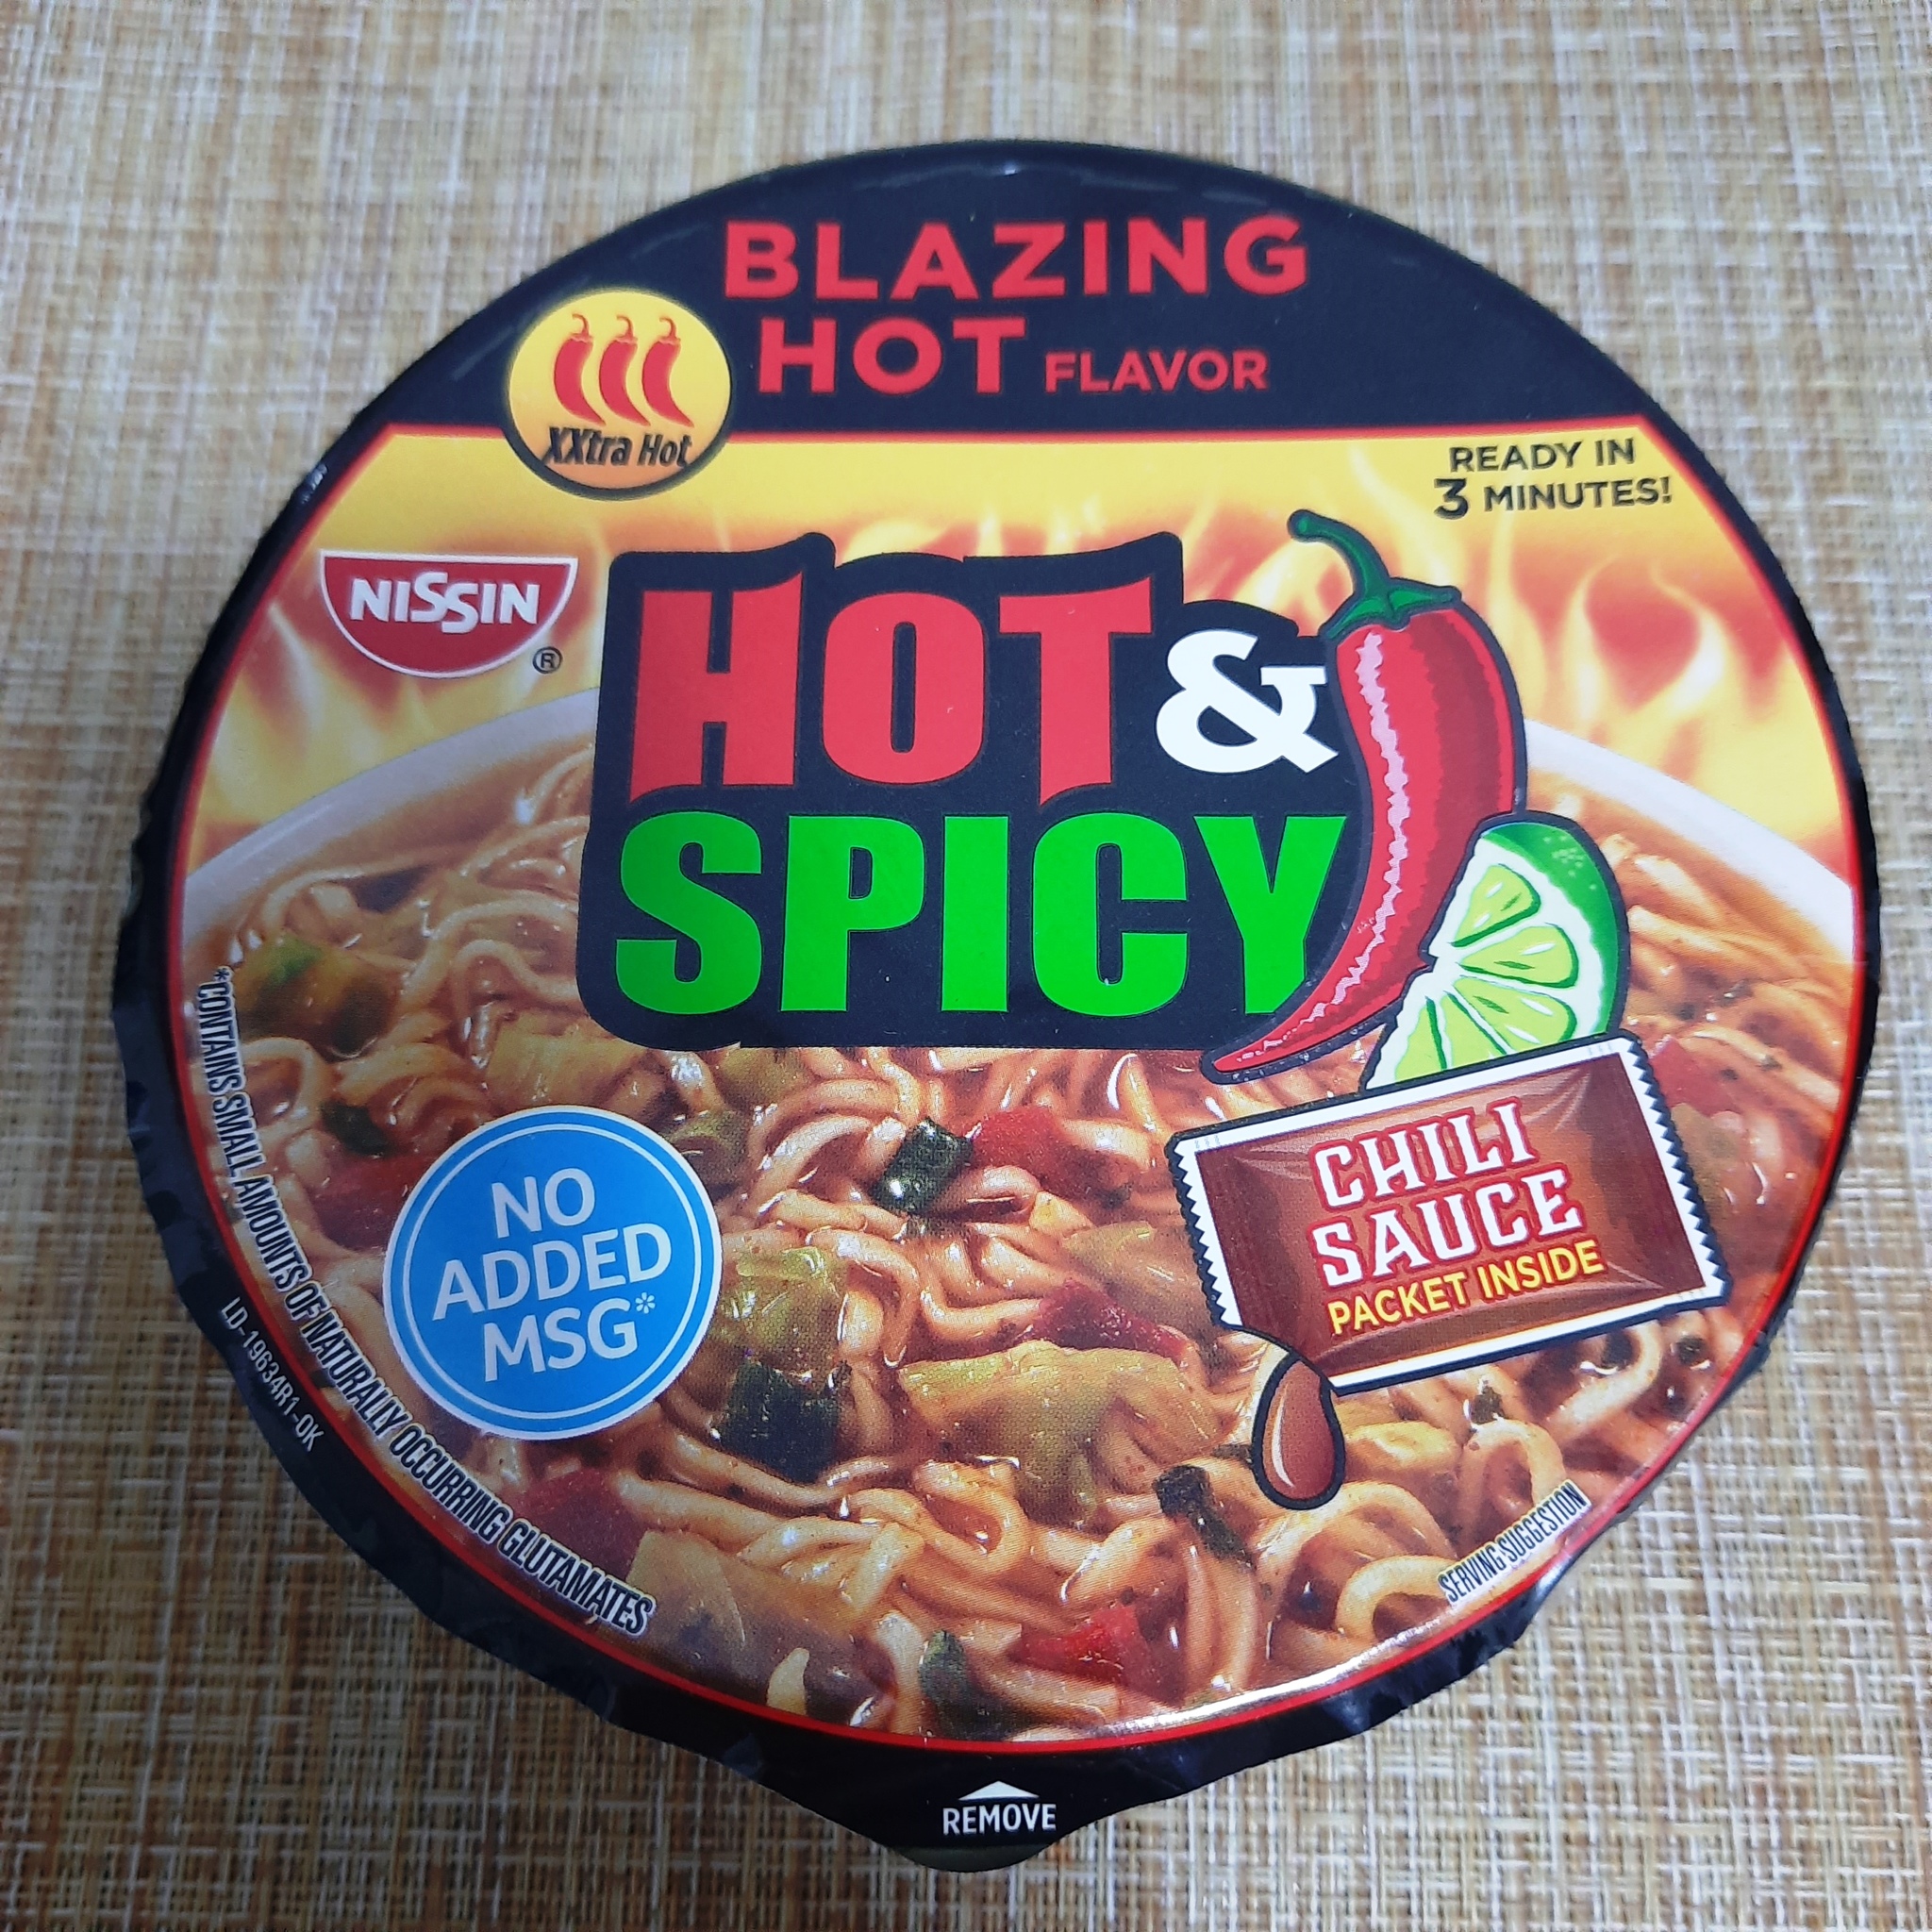 BLAZING
HOT FLAVOR
XXtra Hot
READY IN
3 MINUTES!
NISSIN
®
HOT &
SPICY
CHILI
SAUCE
PACKET INSIDE
NO
ADDED
MSG*
*CONTAINS SMALL AMOUNTS OF NATURALLY OCCURRING GLUTAMATES
LD-19634R1-OK
SERVING SUGGESTION
REMOVE